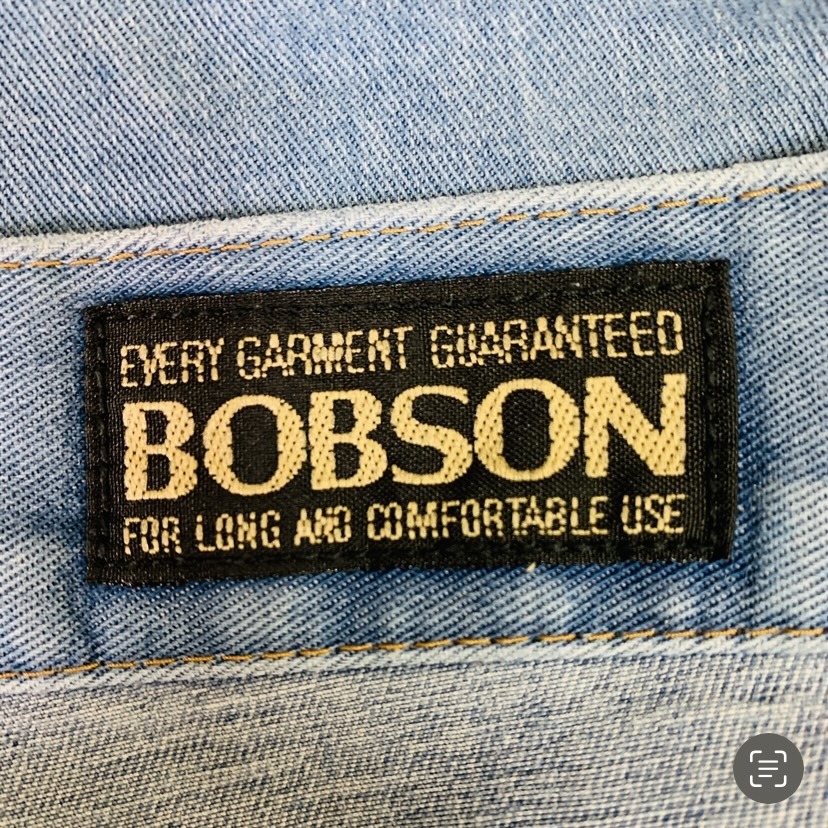 EVERY GARMENT GUARANTEED
BOBSON
FOR LONG AND COMFORTABLE USE